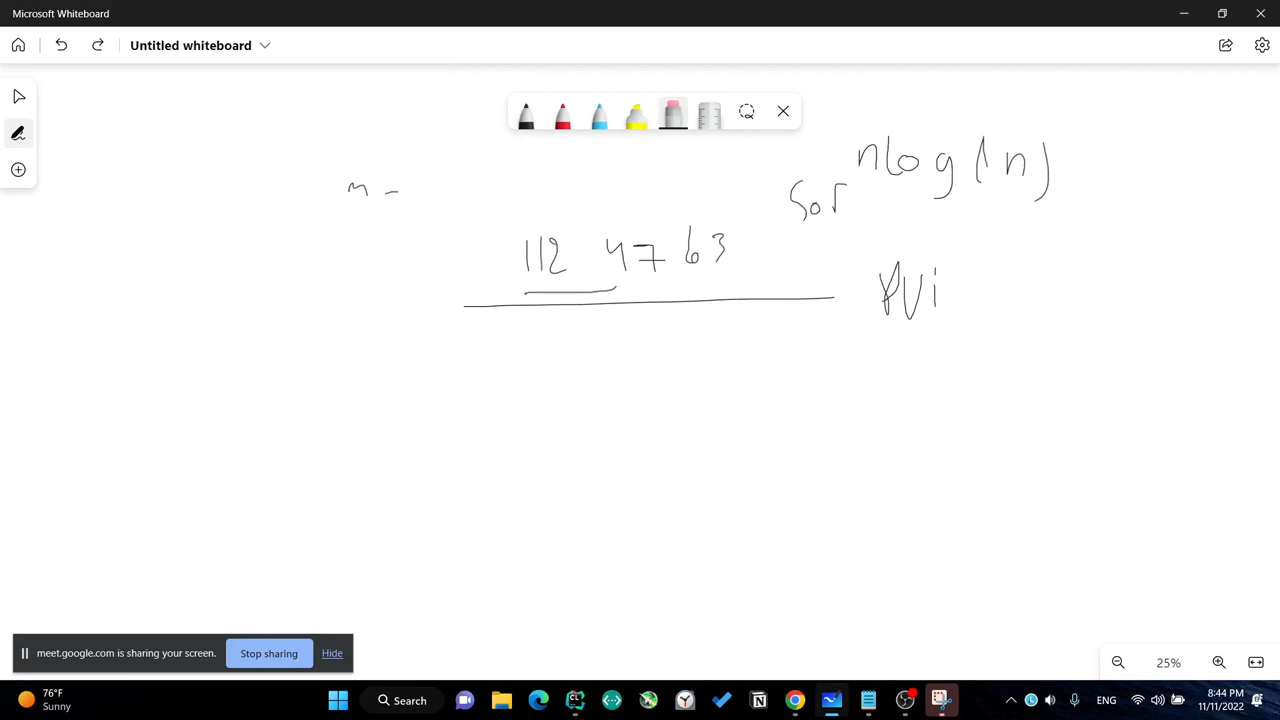 Microsoft Whiteboard
Untitled whiteboard
nlog(n)
n -
Sor
112 47 63
meet.google.com is sharing your screen. Stop sharing Hide
25%
76°F
Sunny
Search
ENG
8:44 PM
11/11/2022